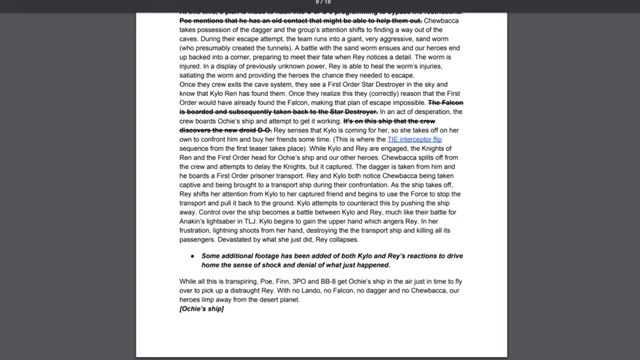 8 / 18
At this time, a plan is made to hack into C-3PO's programming to bypass the restrictions.
Poe mentions that he has an old contact that might be able to help them out. Chewbacca
takes possession of the dagger and the group's attention shifts to finding a way out of the
caves. During their escape attempt, the team runs into a giant, very aggressive, sand worm
(who presumably created the tunnels). A battle with the sand worm ensues and our heroes end
up backed into a corner, preparing to meet their fate when Rey notices a detail. The worm is
injured. In a display of previously unknown power, Rey is able to heal the worm's injuries,
satiating the worm and providing the heroes the chance they needed to escape.
Once they exit the cave system, they see a First Order Star Destroyer in the sky and
know that Kylo Ren has found them. Once they realize this they (correctly) reason that the First
Order would have already found the Falcon, making that plan of escape impossible. The Falcon
is boarded and subsequently taken back to the Star Destroyer. In an act of desperation, the
crew boards Ochie's ship and attempt to get it working. It's on this ship that the crew
discovers the new droid D-O. Rey senses that Kylo is coming for her, so she takes off on her
own to confront him and buy her friends some time. (This is where the TIE interceptor flip
sequence from the first teaser takes place). While Kylo and Rey are engaged, the Knights of
Ren and the First Order head for Ochie's ship and our other heroes. Chewbacca splits off from
the crew and attempts to delay the Knights, but it captured. The dagger is taken from him and
he boards a First Order prisoner transport. Rey and Kylo both notice Chewbacca being taken
captive and being brought to a transport ship during their confrontation. As the ship takes off,
Rey shifts her attention from Kylo to her captured friend and begins to use the Force to stop the
transport and pull it back to the ground. Kylo attempts to counteract this by pushing the ship
away. Control over the ship becomes a battle between Kylo and Rey, much like their battle for
Anakin's lightsaber in TLJ. Kylo begins to gain the upper hand which angers Rey. In her
frustration, lightning shoots from her hand, destroying the the transport ship and killing all its
passengers. Devastated by what she just did, Rey collapses.
● Some additional footage has been added of both Kylo and Rey's reactions to drive
home the sense of shock and denial of what just happened.
While all this is transpiring, Poe, Finn, 3PO and BB-8 get Ochie's ship in the air just in time to fly
over to pick up a distraught Rey. With no Lando, no Falcon, no dagger and no Chewbacca, our
heroes limp away from the desert planet.
[Ochie's ship]